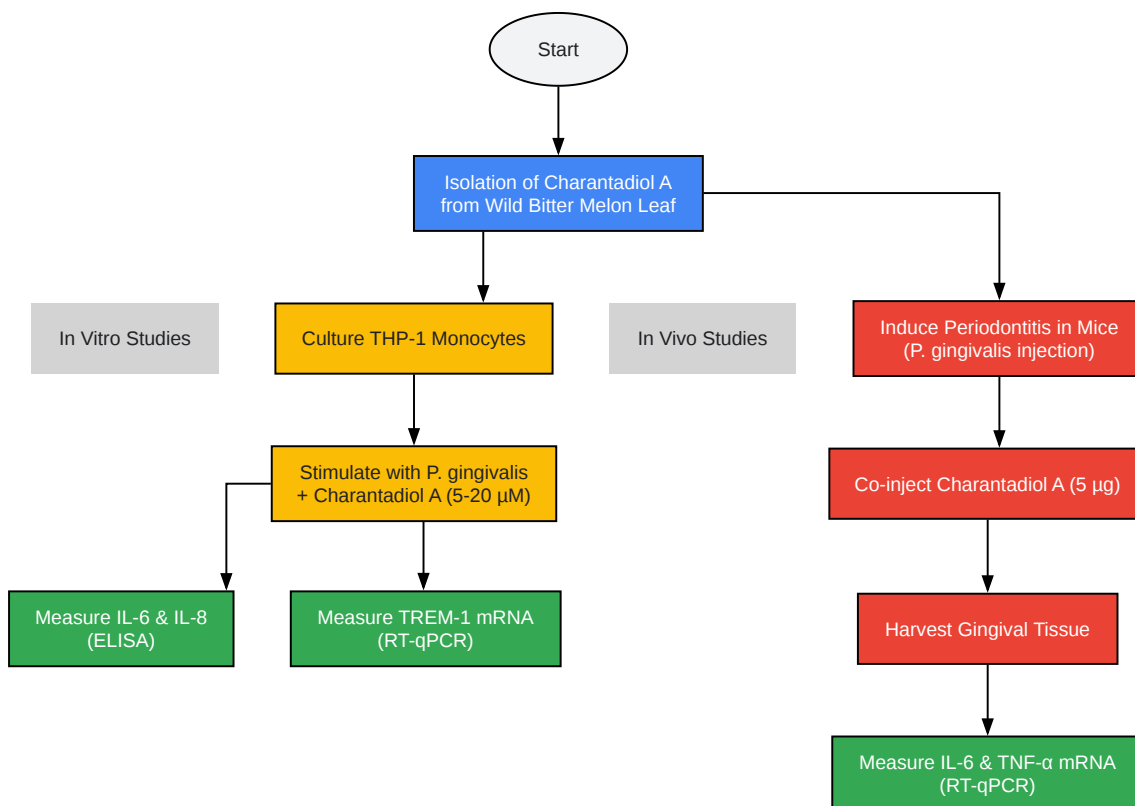 Start
Isolation of Charantadiol A
from Wild Bitter Melon Leaf
In Vitro Studies
Culture THP-1 Monocytes
In Vivo Studies
Induce Periodontitis in Mice
(P. gingivalis injection)
Stimulate with P. gingivalis
+ Charantadiol A (5-20 µM)
Co-inject Charantadiol A (5 µg)
Measure IL-6 & IL-8
(ELISA)
Measure TREM-1 mRNA
(RT-qPCR)
Harvest Gingival Tissue
Measure IL-6 & TNF-α mRNA
(RT-qPCR)